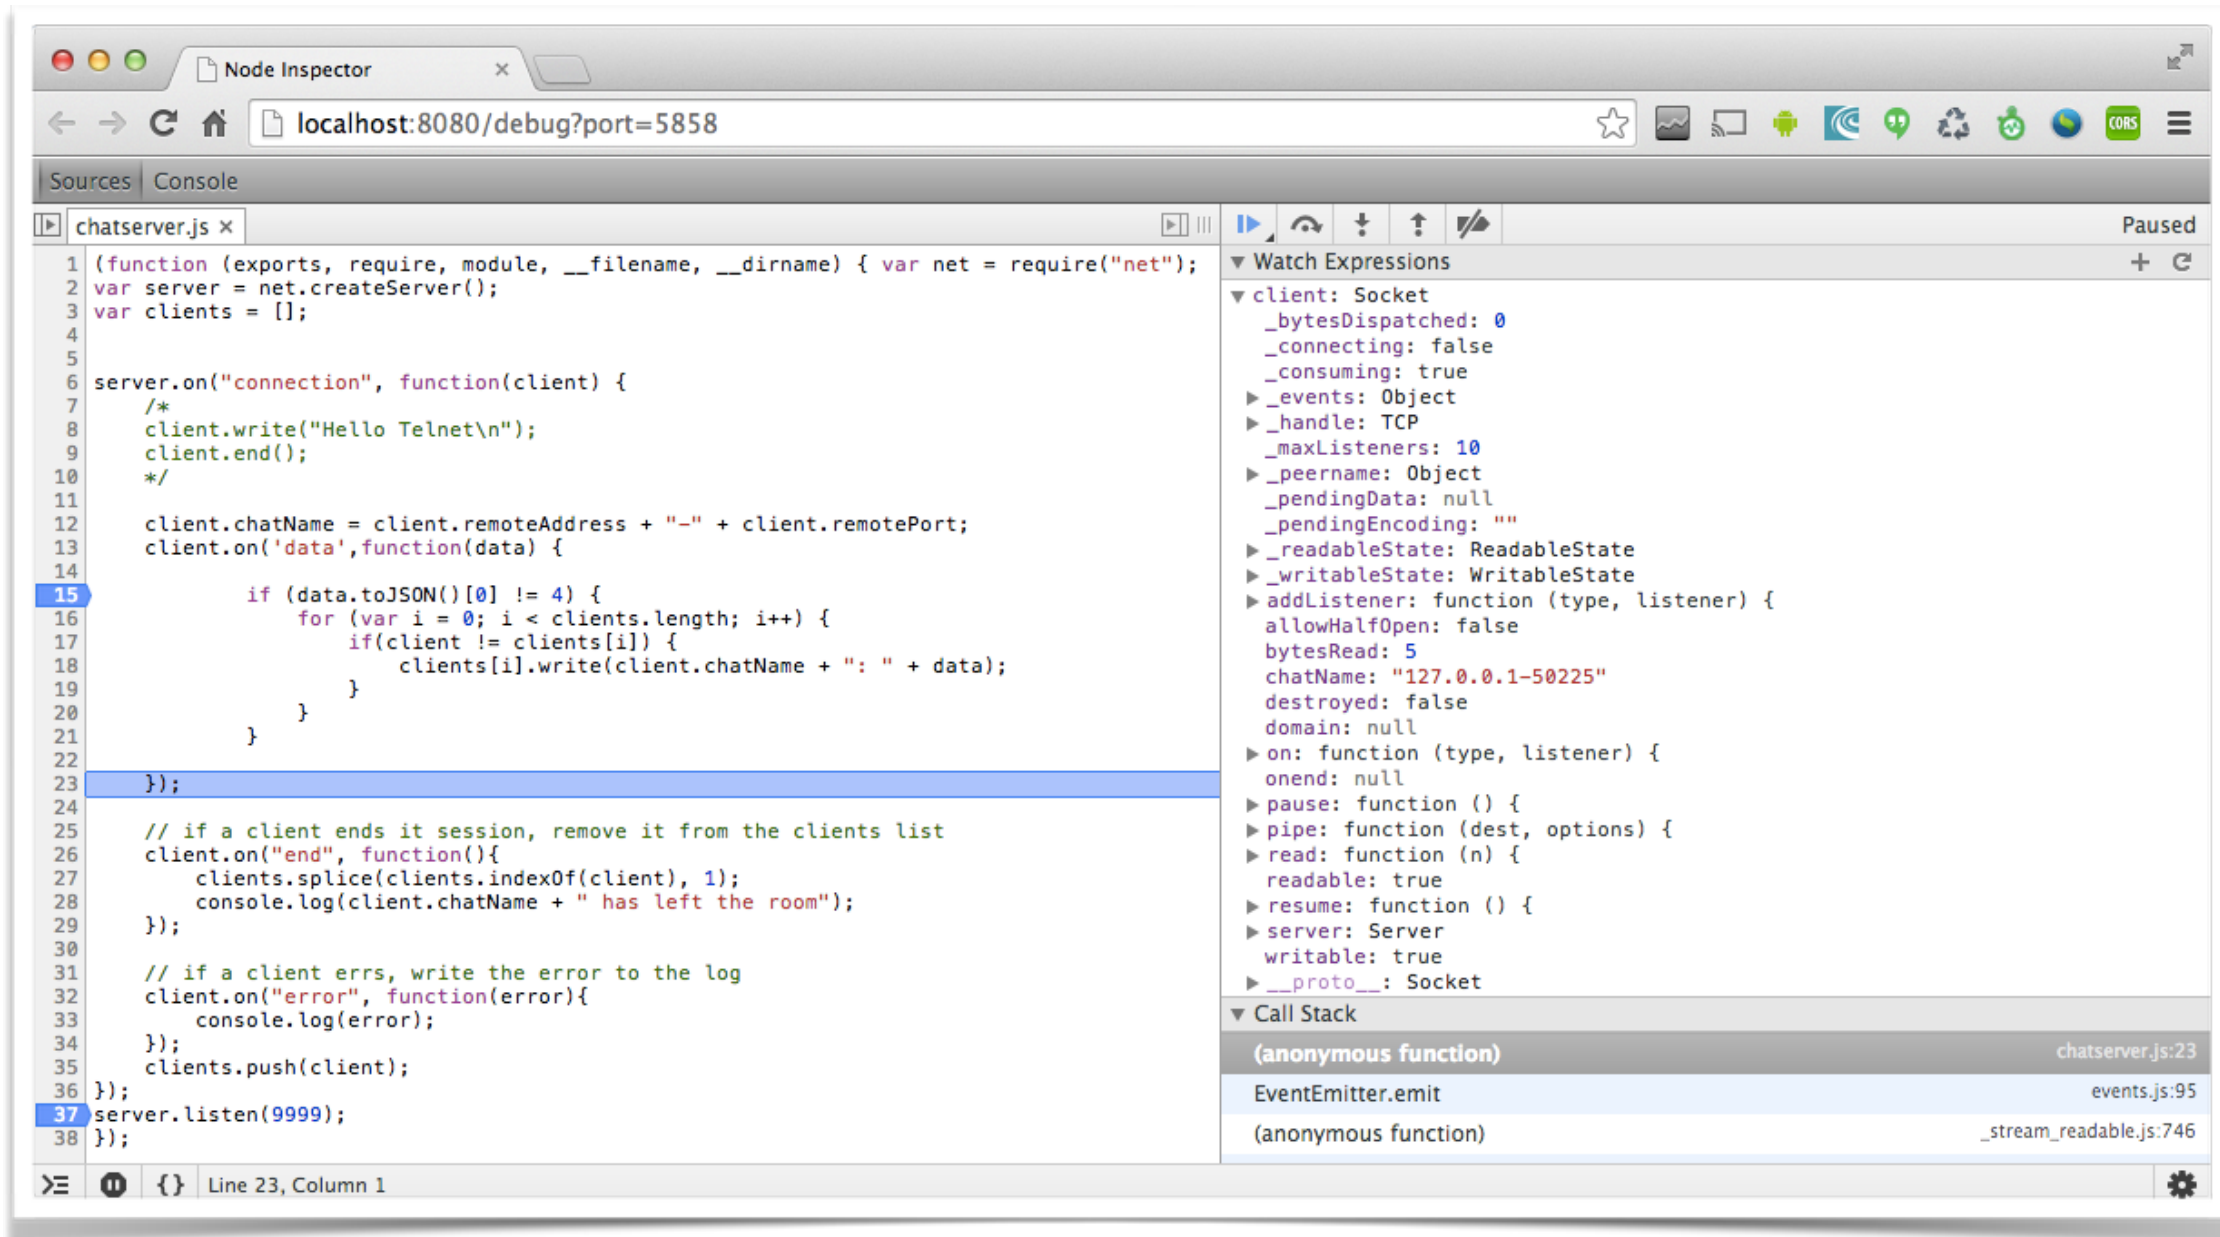 Node Inspector ×
localhost:8080/debug?port=5858
CORS
Sources Console
chatserver.js ×
Paused
1 (function (exports, require, module, __filename, __dirname) { var net = require("net");
2 var server = net.createServer();
3 var clients = [];
4
5
6 server.on("connection", function(client) {
7 /*
8 client.write("Hello Telnet\n");
9 client.end();
10 */
11
12 client.chatName = client.remoteAddress + "-" + client.remotePort;
13 client.on('data',function(data) {
14
15 if (data.toJSON()[0] != 4) {
16 for (var i = 0; i < clients.length; i++) {
17 if(client != clients[i]) {
18 clients[i].write(client.chatName + ": " + data);
19 }
20 }
21 }
22
23 });
24
25 // if a client ends it session, remove it from the clients list
26 client.on("end", function(){
27 clients.splice(clients.indexOf(client), 1);
28 console.log(client.chatName + " has left the room");
29 });
30
31 // if a client errs, write the error to the log
32 client.on("error", function(error){
33 console.log(error);
34 });
35 clients.push(client);
36 });
37 server.listen(9999);
38 });
Watch Expressions
client: Socket
_bytesDispatched: 0
_connecting: false
_consuming: true
_events: Object
_handle: TCP
_maxListeners: 10
_peername: Object
_pendingData: null
_pendingEncoding: ""
_readableState: ReadableState
_writableState: WritableState
addListener: function (type, listener) {
allowHalfOpen: false
bytesRead: 5
chatName: "127.0.0.1-50225"
destroyed: false
domain: null
on: function (type, listener) {
onend: null
pause: function () {
pipe: function (dest, options) {
read: function (n) {
readable: true
resume: function () {
server: Server
writable: true
__proto__: Socket
Call Stack
(anonymous function) chatserver.js:23
EventEmitter.emit events.js:95
(anonymous function) _stream_readable.js:746
{} Line 23, Column 1